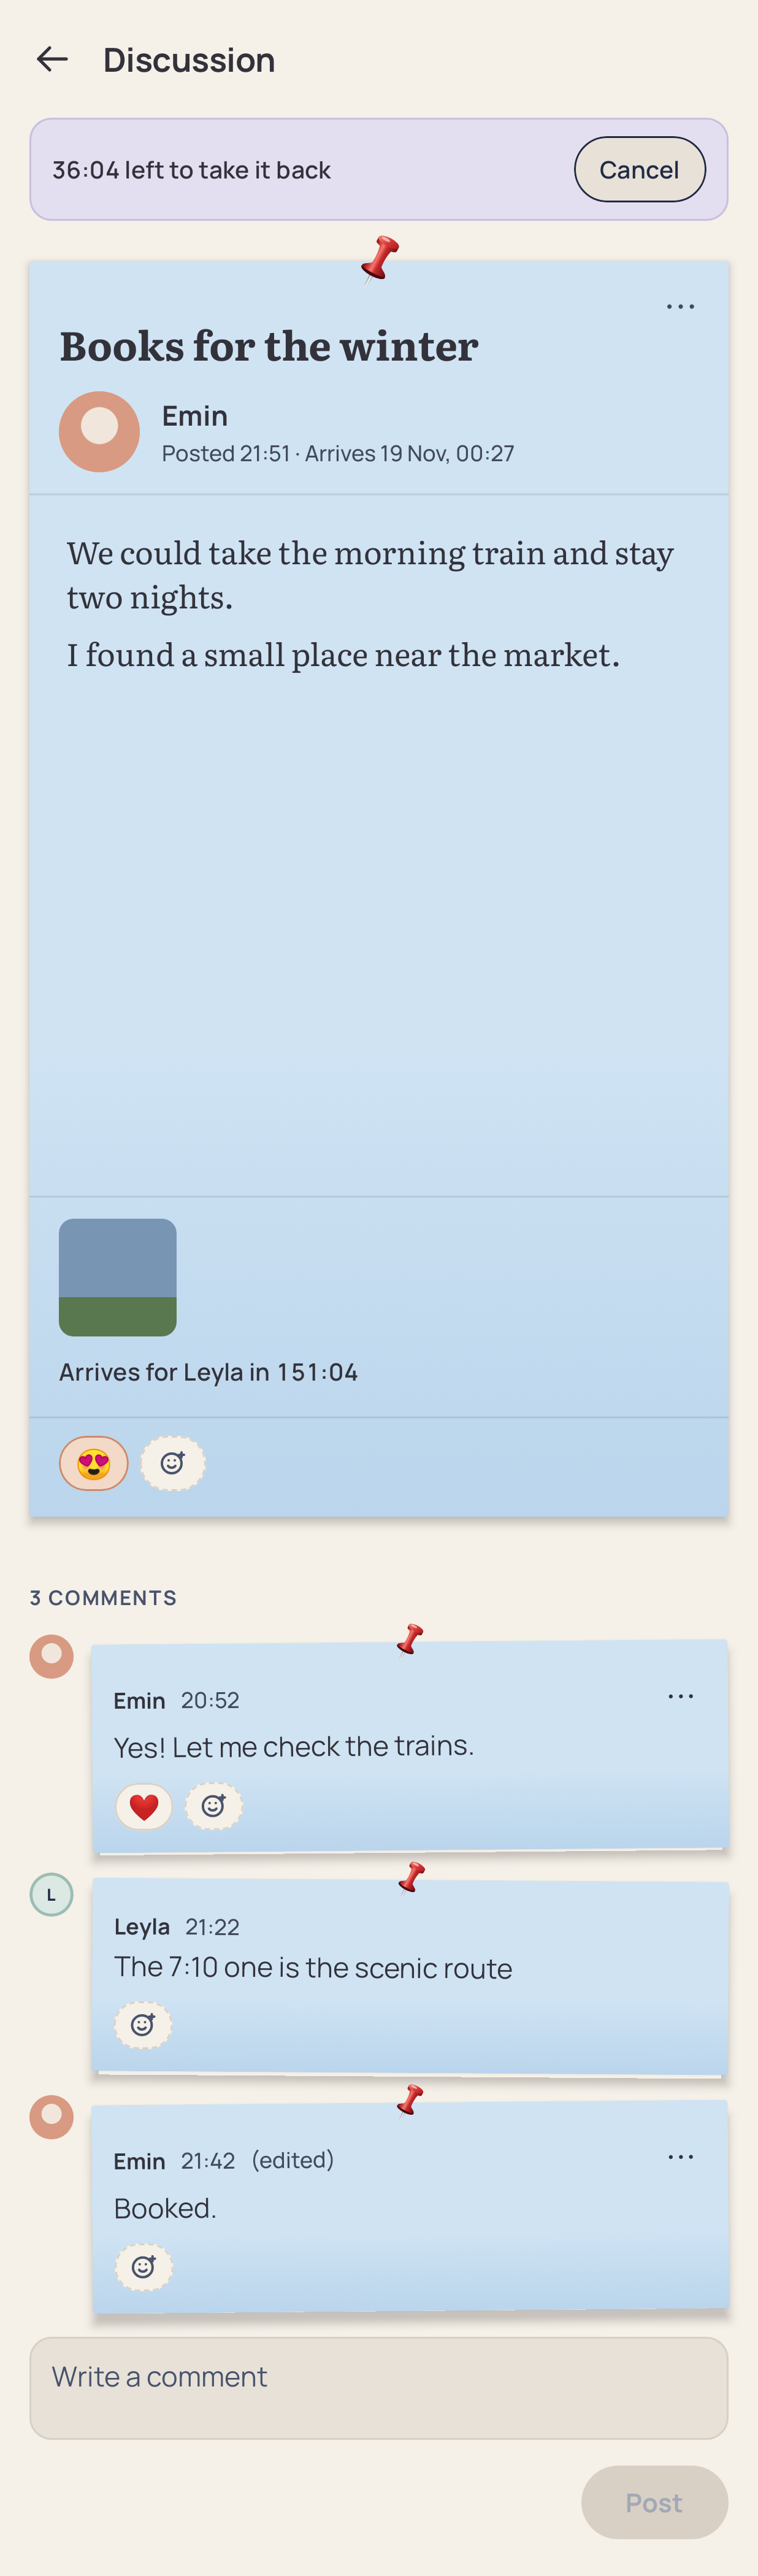 Discussion
36:04 left to take it back
Cancel
Books for the winter
Emin
Posted 21:51 · Arrives 19 Nov, 00:27
We could take the morning train and stay
two nights.
I found a small place near the market.
Arrives for Leyla in 151:04
3 COMMENTS
Emin 20:52
Yes! Let me check the trains.
L
Leyla 21:22
The 7:10 one is the scenic route
Emin 21:42 (edited)
Booked.
Write a comment
Post